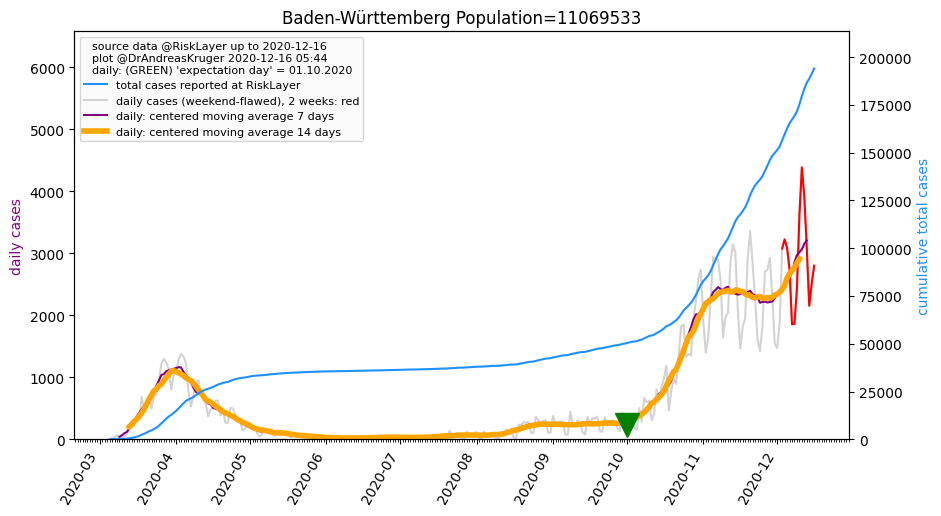 Baden-Württemberg Population=11069533
source data @RiskLayer up to 2020-12-16
plot @DrAndreasKruger 2020-12-16 05:44
daily: (GREEN) 'expectation day' = 01.10.2020
total cases reported at RiskLayer
daily cases (weekend-flawed), 2 weeks: red
daily: centered moving average 7 days
daily: centered moving average 14 days
daily cases
6000
5000
4000
3000
2000
1000
0
cumulative total cases
200000
175000
150000
125000
100000
75000
50000
25000
0
2020-03
2020-04
2020-05
2020-06
2020-07
2020-08
2020-09
2020-10
2020-11
2020-12